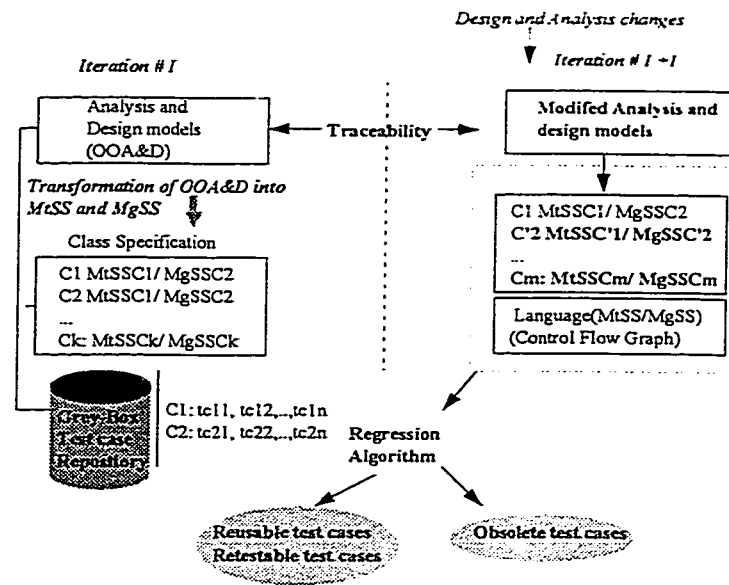 Design and Analysis changes
Iteration # I
Iteration # I +I
Analysis and
Design models
(OOA&D)
Traceability
Modifed Analysis and
design models
Transformation of OOA&D into
MtSS and MgSS
Class Specification
C1 MtSSC1/ MgSSC2
C2 MtSSC1/ MgSSC2
...
Ck: MtSSCk/ MgSSCk
C1 MtSSC1/ MgSSC2
C'2 MtSSC'1/ MgSSC'2
...
Cm: MtSSCm/ MgSSCm
Language(MtSS/MgSS)
(Control Flow Graph)
Grey-Box
Test case
Repository
C1: tc11, tc12,..,tc1n
C2: tc21, tc22,...,tc2n
Regression
Algorithm
Reusable test cases
Retestable test cases
Obsolete test cases